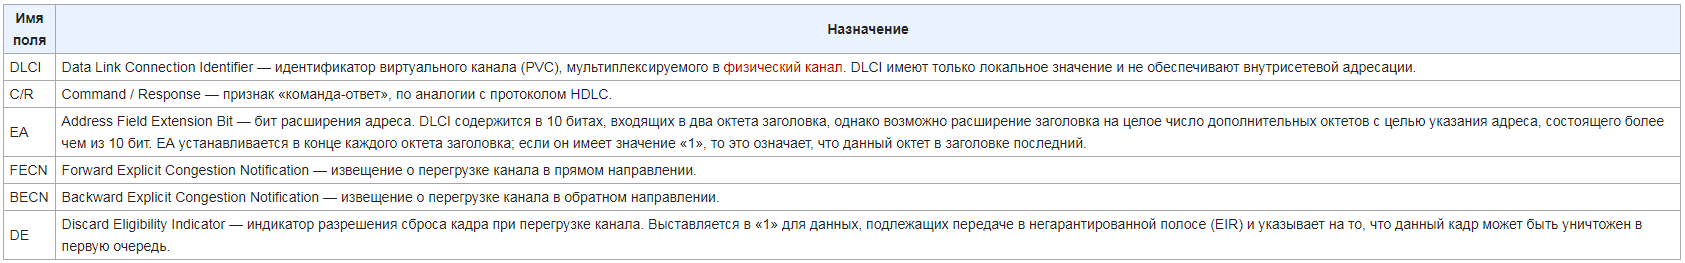 Имя
поля
Назначение
DLCI
Data Link Connection Identifier — идентификатор виртуального канала (PVC), мультиплексируемого в физический канал. DLCI имеют только локальное значение и не обеспечивают внутрисетевой адресации.
C/R
Command / Response — признак «команда-ответ», по аналогии с протоколом HDLC.
EA
Address Field Extension Bit — бит расширения адреса. DLCI содержится в 10 битах, входящих в два октета заголовка, однако возможно расширение заголовка на целое число дополнительных октетов с целью указания адреса, состоящего более
чем из 10 бит. EA устанавливается в конце каждого октета заголовка; если он имеет значение «1», то это означает, что данный октет в заголовке последний.
FECN
Forward Explicit Congestion Notification — извещение о перегрузке канала в прямом направлении.
BECN
Backward Explicit Congestion Notification — извещение о перегрузке канала в обратном направлении.
DE
Discard Eligibility Indicator — индикатор разрешения сброса кадра при перегрузке канала. Выставляется в «1» для данных, подлежащих передаче в негарантированной полосе (EIR) и указывает на то, что данный кадр может быть уничтожен в
первую очередь.